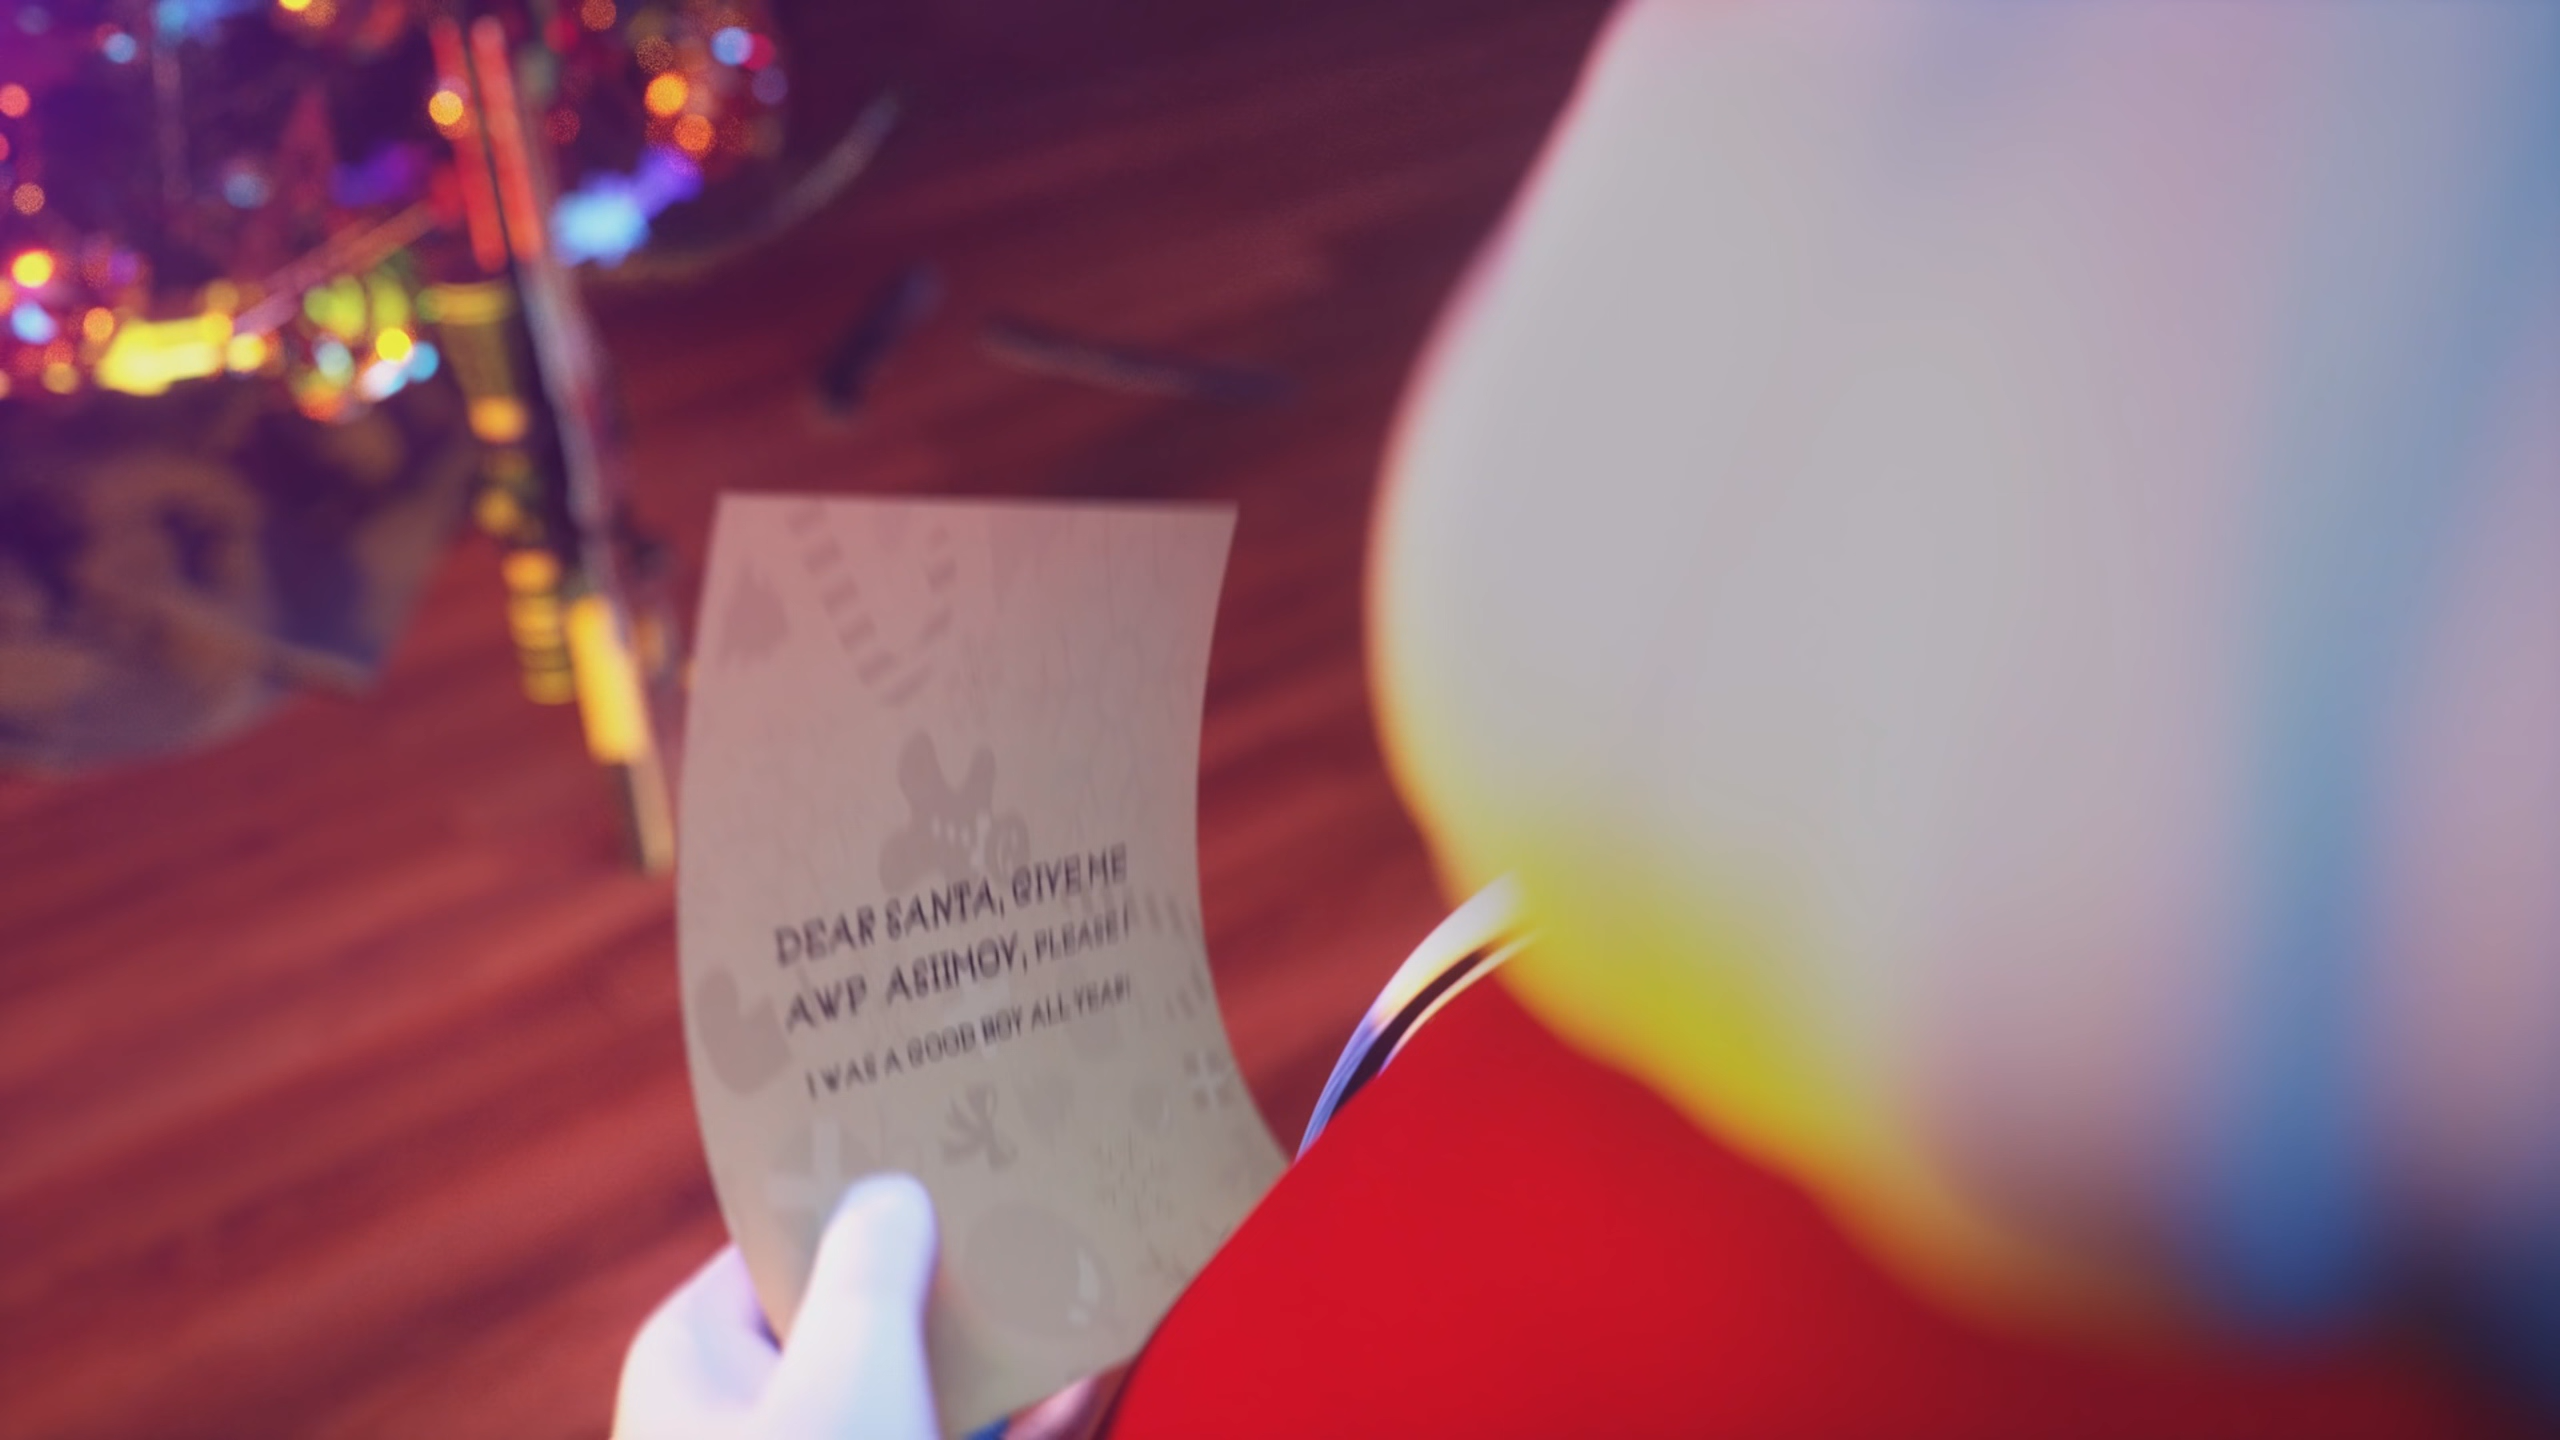 DEAR SANTA, GIVE ME
AWP ASIIMOV, PLEASE!
I WAS A GOOD BOY ALL YEAR!